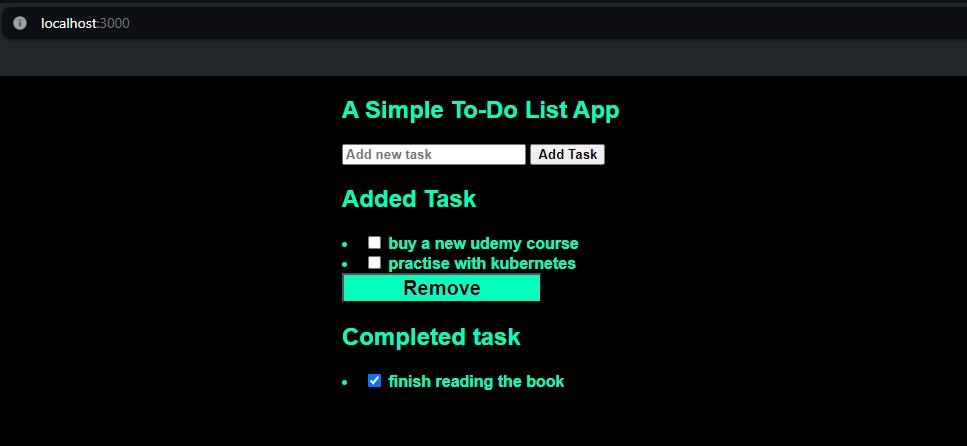 localhost:3000
A Simple To-Do List App
Add new task Add Task
Added Task
buy a new udemy course
practise with kubernetes
Remove
Completed task
finish reading the book